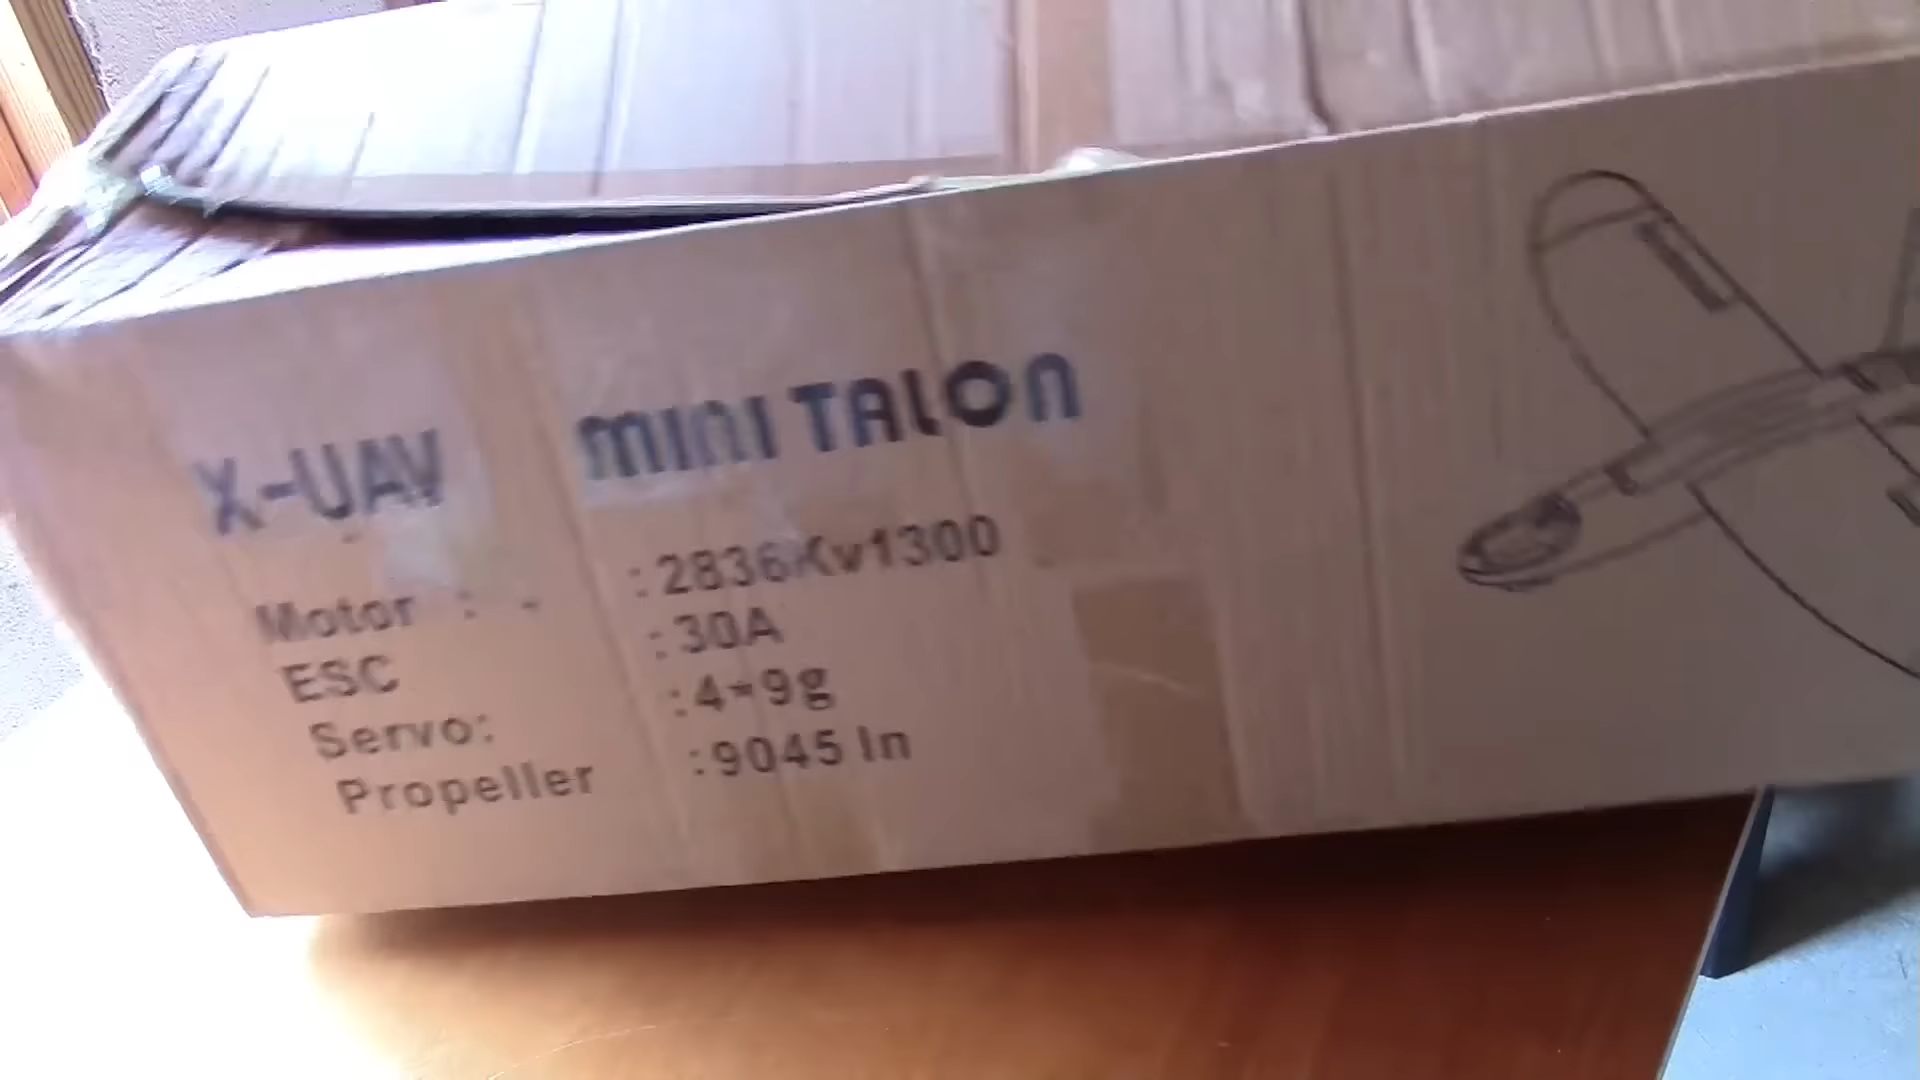 X-UAV MINI TALON
Motor : - : 2836Kv1300
ESC : 30A
Servo: : 4*9g
Propeller : 9045 In